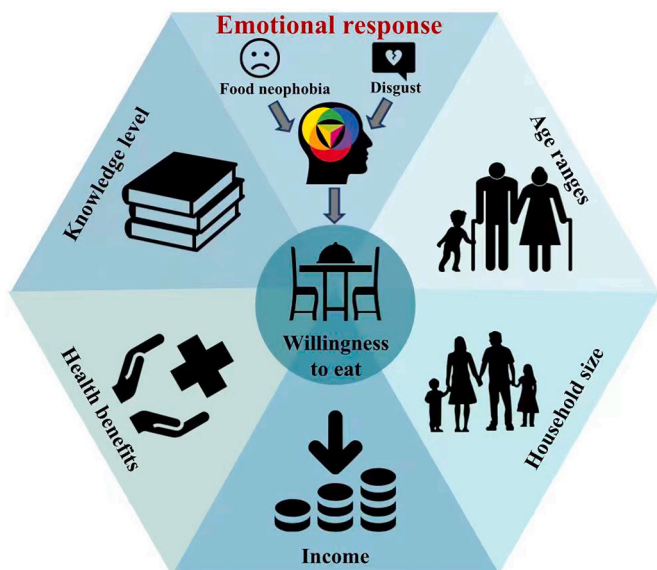 Emotional response
Food neophobia
Disgust
Knowledge level
Age ranges
Willingness
to eat
Health benefits
Household size
Income